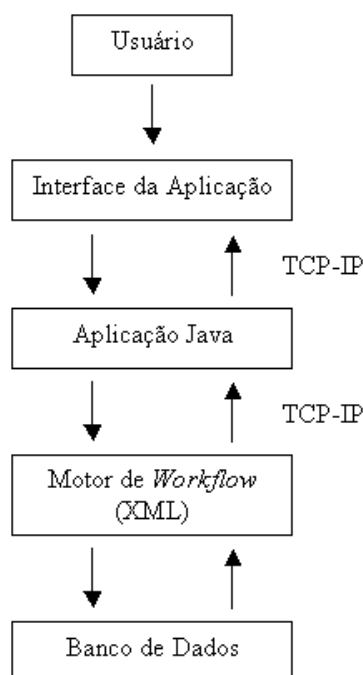 Usuário
Interface da Aplicação
TCP-IP
Aplicação Java
TCP-IP
Motor de Workflow
(XML)
Banco de Dados